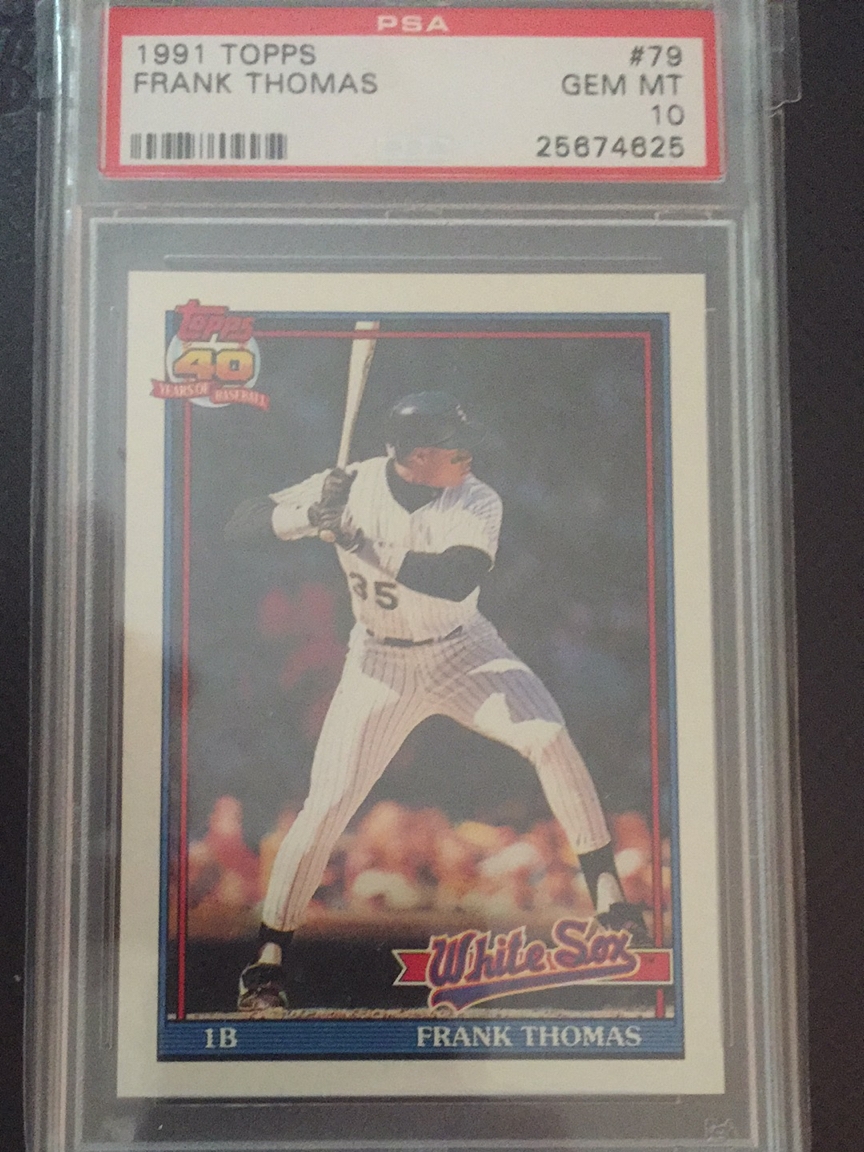 PSA
1991 TOPPS #79
FRANK THOMAS GEM MT
10
25674625
Topps
40
YEARS OF BASEBALL
35
White Sox
1B FRANK THOMAS